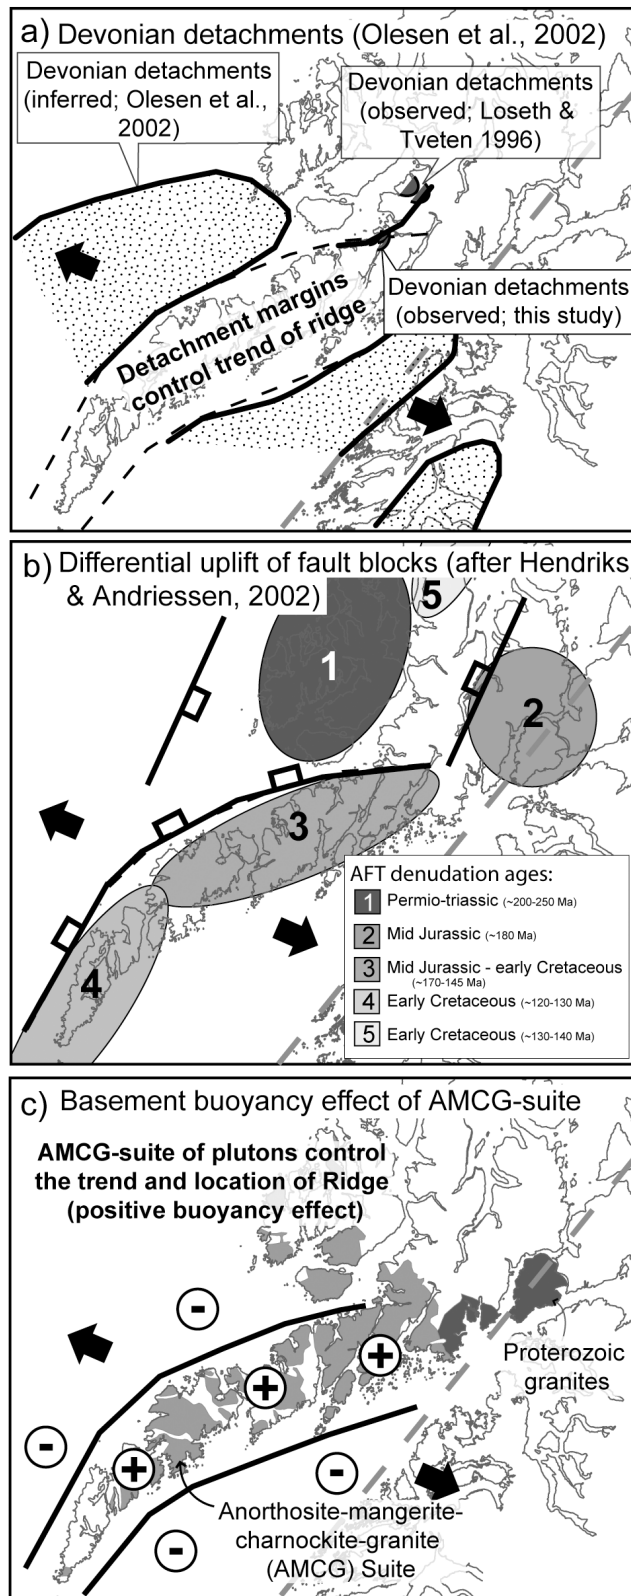 a) Devonian detachments (Olesen et al., 2002)
Devonian detachments
(inferred; Olesen et al.,
2002)
Devonian detachments
(observed; Loseth &
Tveten 1996)
Devonian detachments
(observed; this study)
Detachment margins
control trend of ridge
b) Differential uplift of fault blocks (after Hendriks
& Andriessen, 2002)
5
1
2
3
4
AFT denudation ages:
1 Permio-triassic (~200-250 Ma)
2 Mid Jurassic (~180 Ma)
3 Mid Jurassic - early Cretaceous
(~170-145 Ma)
4 Early Cretaceous (~120-130 Ma)
5 Early Cretaceous (~130-140 Ma)
c) Basement buoyancy effect of AMCG-suite
AMCG-suite of plutons control
the trend and location of Ridge
(positive buoyancy effect)
-
+
Proterozoic
granites
+
-
+
-
Anorthosite-mangerite-
charnockite-granite
(AMCG) Suite
-